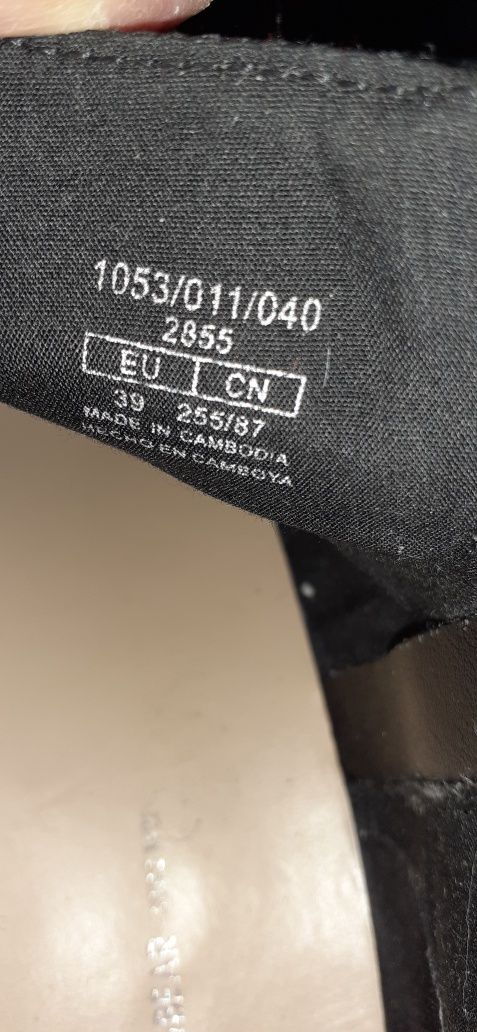 1053/011/040
2855
EU CN
39 255/87
MADE IN CAMBODIA
HECHO EN CAMBOYA